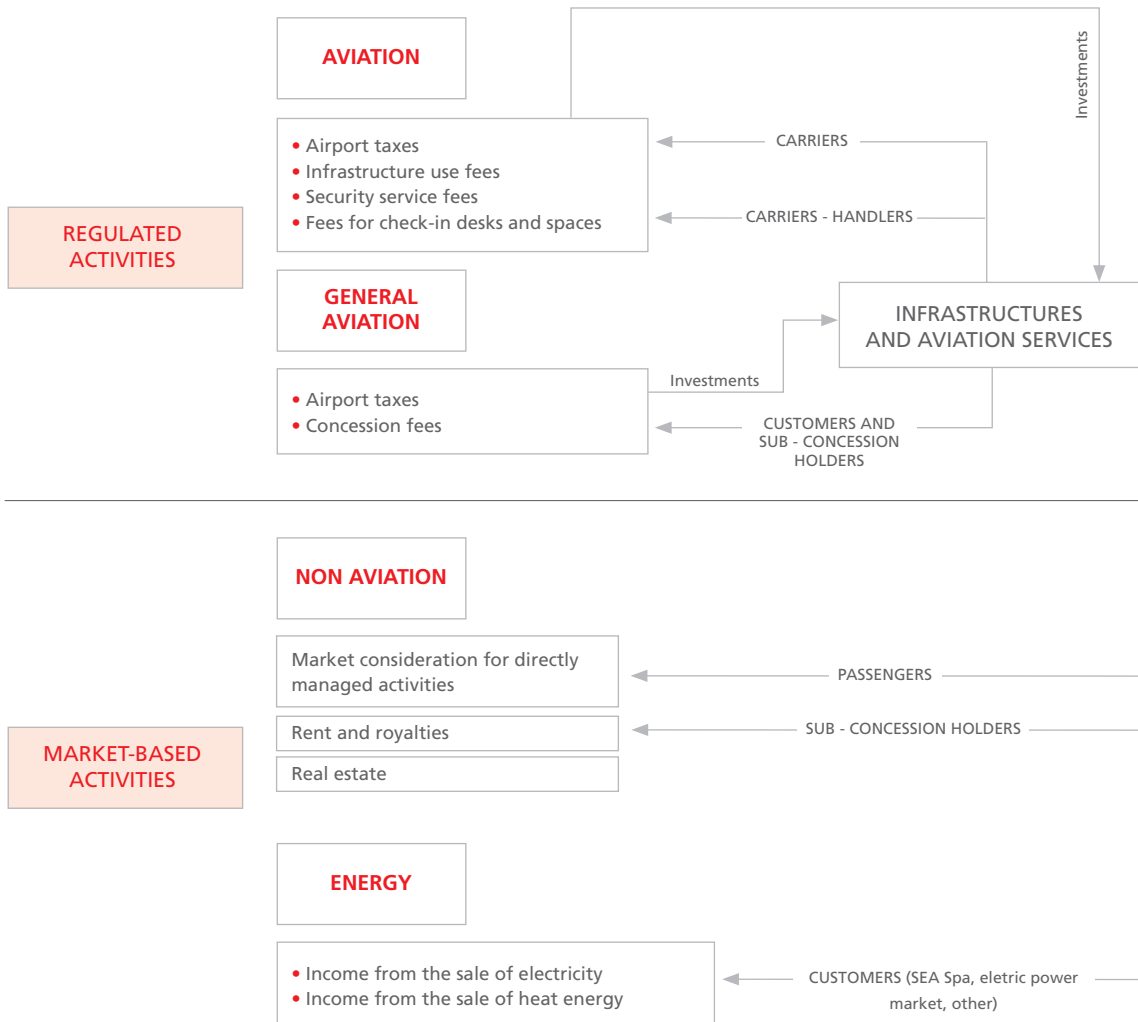 AVIATION
Investments
• Airport taxes
• Infrastructure use fees
• Security service fees
• Fees for check-in desks and spaces
CARRIERS
CARRIERS - HANDLERS
REGULATED
ACTIVITIES
GENERAL
AVIATION
INFRASTRUCTURES
AND AVIATION SERVICES
Investments
• Airport taxes
• Concession fees
CUSTOMERS AND
SUB - CONCESSION
HOLDERS
NON AVIATION
Market consideration for directly
managed activities
PASSENGERS
Rent and royalties
SUB - CONCESSION HOLDERS
Real estate
MARKET-BASED
ACTIVITIES
ENERGY
• Income from the sale of electricity
• Income from the sale of heat energy
CUSTOMERS (SEA Spa, eletric power
market, other)